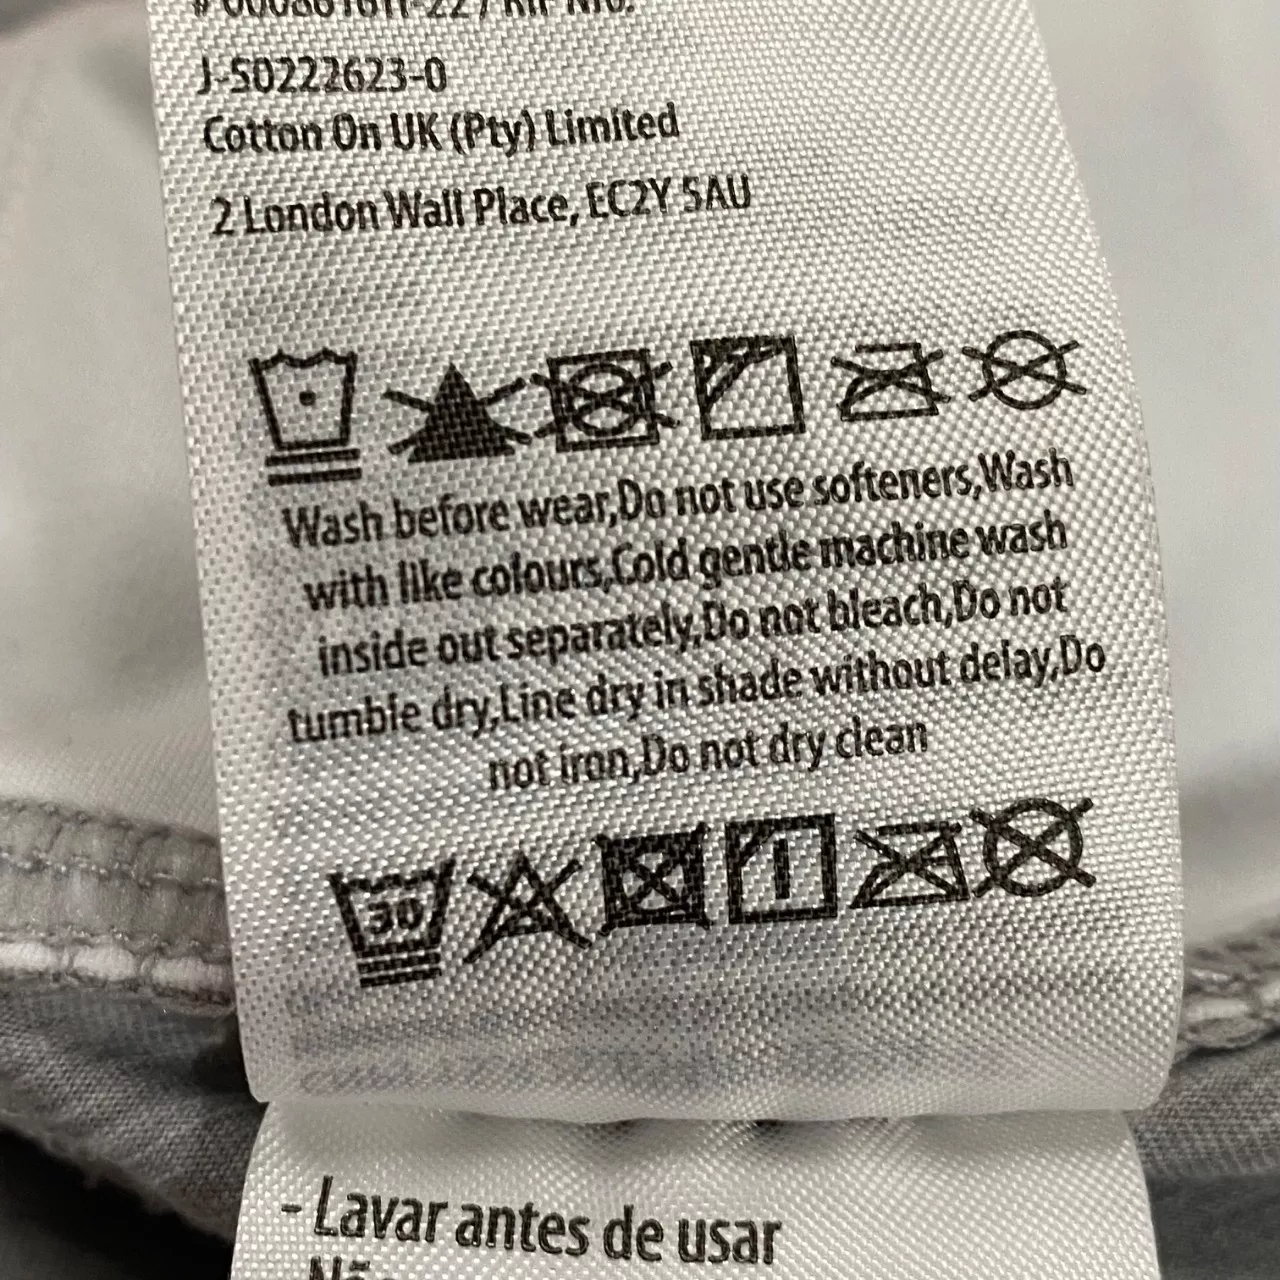 J-S0222623-0
Cotton On UK (Pty) Limited
2 London Wall Place, EC2Y 5AU
Wash before wear,Do not use softeners,Wash
with like colours,Cold gentle machine wash
inside out separately,Do not bleach,Do not
tumble dry,Line dry in shade without delay,Do
not iron,Do not dry clean
30
- Lavar antes de usar